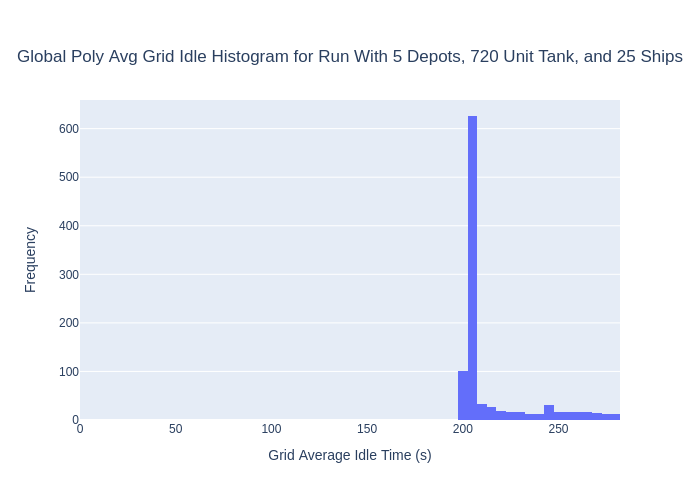 Global Poly Avg Grid Idle Histogram for Run With 5 Depots, 720 Unit Tank, and 25 Ships
600
500
400
300
200
100
0
Frequency
0 50 100 150 200 250
Grid Average Idle Time (s)